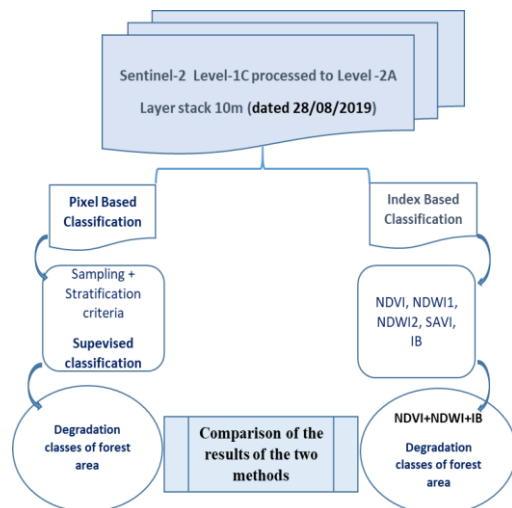 Sentinel-2 Level-1C processed to Level -2A
Layer stack 10m (dated 28/08/2019)
Pixel Based
Classification
Index Based
Classification
Sampling +
Stratification
criteria
Supevised
classification
NDVI, NDWI1,
NDWI2, SAVI,
IB
Degradation
classes of forest
area
Comparison of the
results of the two
methods
NDVI+NDWI+IB
Degradation
classes of forest
area